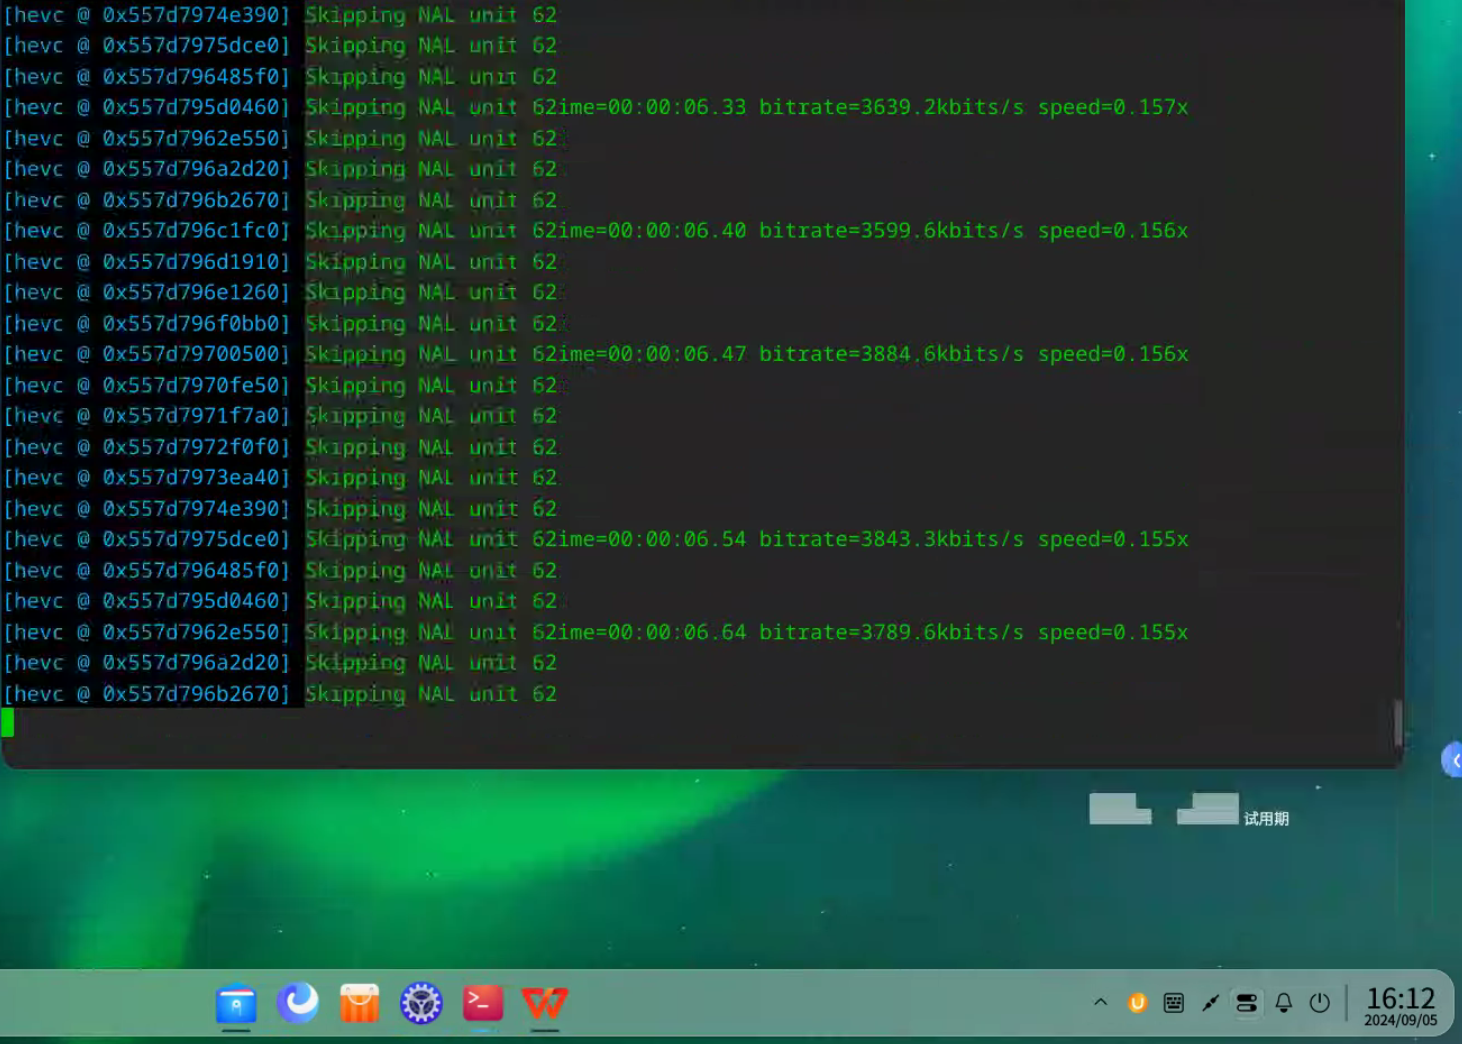 [hevc @ 0x557d7974e390] Skipping NAL unit 62
[hevc @ 0x557d7975dce0] Skipping NAL unit 62
[hevc @ 0x557d796485f0] Skipping NAL unit 62
[hevc @ 0x557d795d0460] Skipping NAL unit 62ime=00:00:06.33 bitrate=3639.2kbits/s speed=0.157x
[hevc @ 0x557d7962e550] Skipping NAL unit 62
[hevc @ 0x557d796a2d20] Skipping NAL unit 62
[hevc @ 0x557d796b2670] Skipping NAL unit 62
[hevc @ 0x557d796c1fc0] Skipping NAL unit 62ime=00:00:06.40 bitrate=3599.6kbits/s speed=0.156x
[hevc @ 0x557d796d1910] Skipping NAL unit 62
[hevc @ 0x557d796e1260] Skipping NAL unit 62
[hevc @ 0x557d796f0bb0] Skipping NAL unit 62
[hevc @ 0x557d79700500] Skipping NAL unit 62ime=00:00:06.47 bitrate=3884.6kbits/s speed=0.156x
[hevc @ 0x557d7970fe50] Skipping NAL unit 62
[hevc @ 0x557d7971f7a0] Skipping NAL unit 62
[hevc @ 0x557d7972f0f0] Skipping NAL unit 62
[hevc @ 0x557d7973ea40] Skipping NAL unit 62
[hevc @ 0x557d7974e390] Skipping NAL unit 62
[hevc @ 0x557d7975dce0] Skipping NAL unit 62ime=00:00:06.54 bitrate=3843.3kbits/s speed=0.155x
[hevc @ 0x557d796485f0] Skipping NAL unit 62
[hevc @ 0x557d795d0460] Skipping NAL unit 62
[hevc @ 0x557d7962e550] Skipping NAL unit 62ime=00:00:06.64 bitrate=3789.6kbits/s speed=0.155x
[hevc @ 0x557d796a2d20] Skipping NAL unit 62
[hevc @ 0x557d796b2670] Skipping NAL unit 62
试用期
16:12
2024/09/05